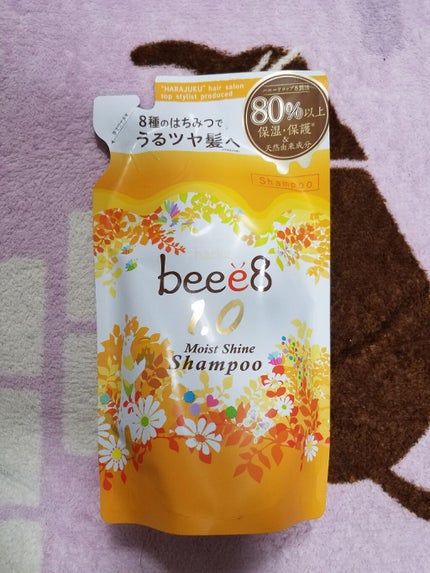 "HARAJUKU" hair salon
top stylist produced
8種のはちみつで
うるツヤ髪へ
80%以上
保湿・保護
&
天然由来成分
Shampoo
beee8
1.0
Moist Shine
Shampoo